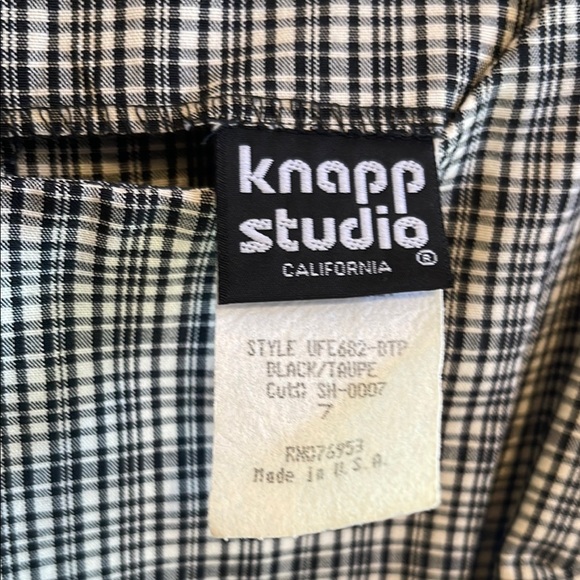 knapp
studio®
CALIFORNIA
STYLE UFE682-BTP
BLACK/TAUPE
Cut#: SH-0007
7
RN076953
Made in U.S.A.